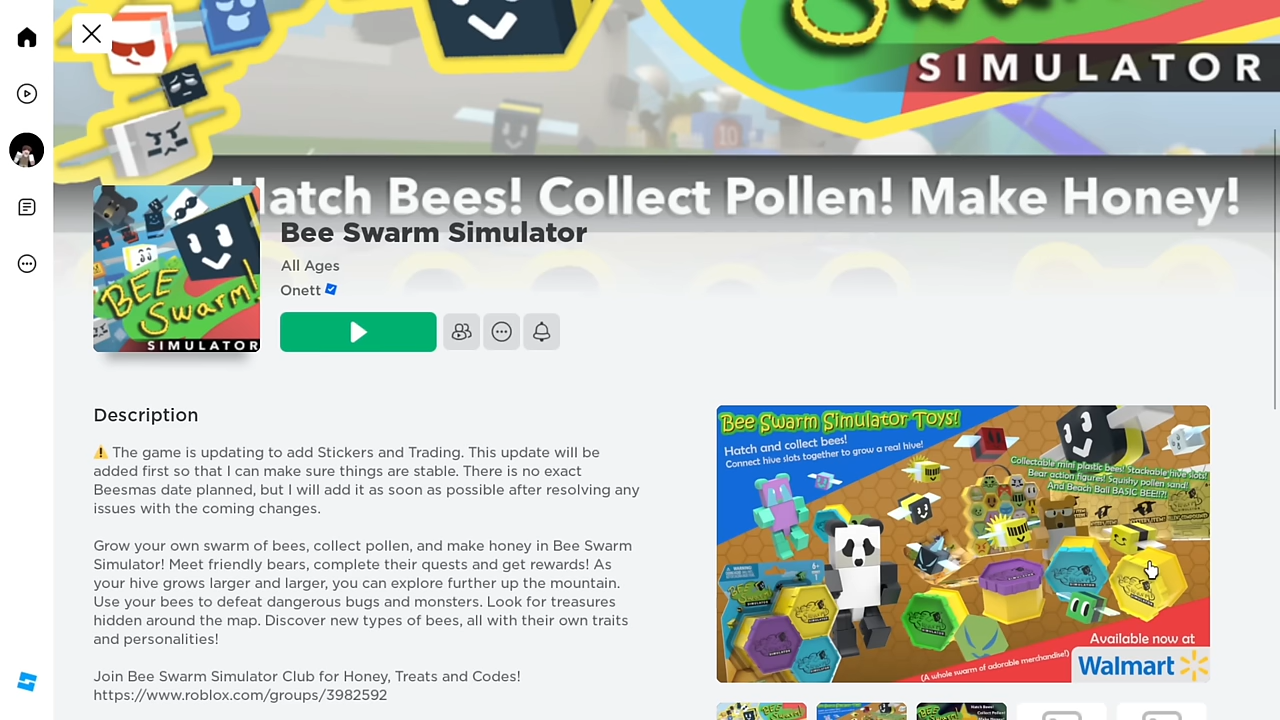 SIMULATOR
10
Hatch Bees! Collect Pollen! Make Honey!
BEE
Swarm!
SIMULATOR
Bee Swarm Simulator
All Ages
Onett
Description
⚠️ The game is updating to add Stickers and Trading. This update will
added first so that I can make sure things are stable. There is no exact
Beesmas date planned, but I will add it as soon as possible after resolving any
issues with the coming changes.
Grow your own swarm of bees, collect pollen, and make honey in Bee Swarm
Simulator! Meet friendly bears, complete their quests and get rewards! As
your hive grows larger and larger, you can explore further up the mountain.
Use your bees to defeat dangerous bugs and monsters. Look for treasures
hidden around the map. Discover new types of bees, all with their own traits
and personalities!
Join Bee Swarm Simulator Club for Honey, Treats and Codes!
https://www.roblox.com/groups/3982592
Bee Swarm Simulator Toys!
Hatch and collect bees!
Connect hive slots together to grow a real hive!
Collectable mini plastic bees! Stackable hive slots!
Bear action figures! Squishy pollen sand!
And Beach Ball BASIC BEE!!?!
Available now at
Walmart
(A whole swarm of adorable merchandise!)